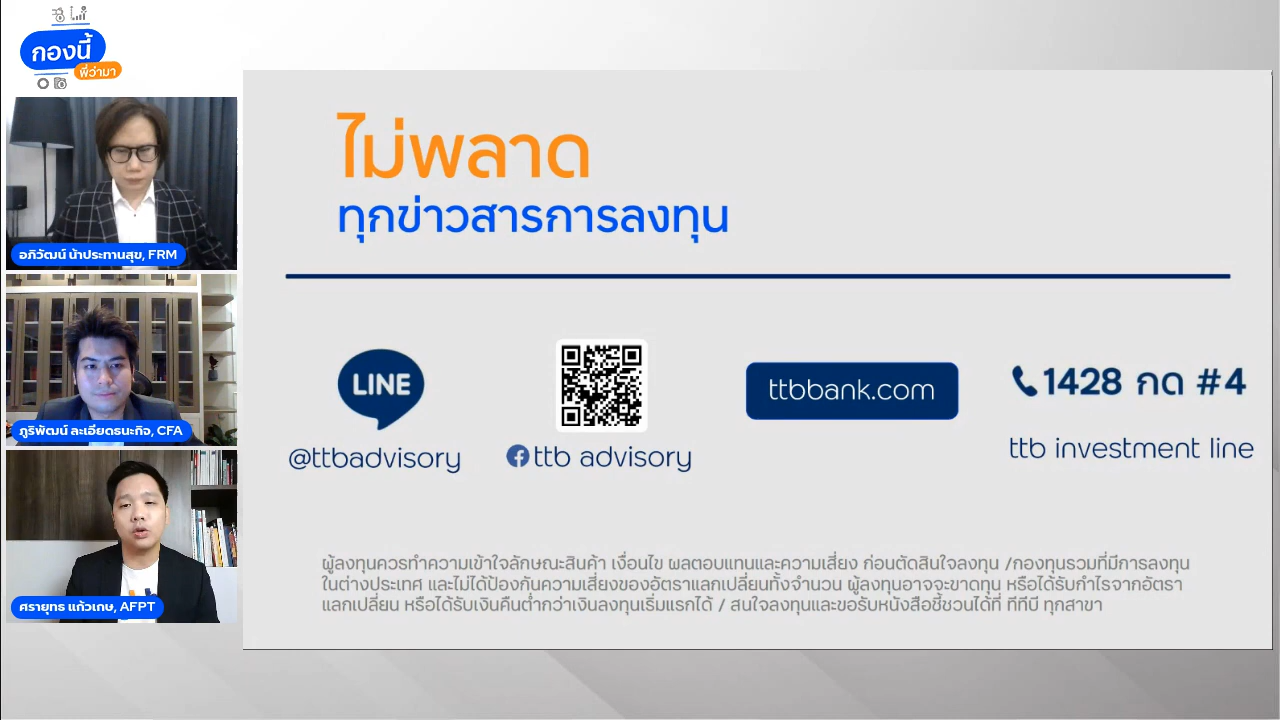 กองนี้
พี่ว่ามา
อภิวัฒน์ น้าประทานสุข, FRM
ภูริพัฒน์ ละเอียดธนะกิจ, CFA
ศรายุทธ แก้วเกษ, AFPT
ไม่พลาด
ทุกข่าวสารการลงทุน
LINE
@ttbadvisory
ttb advisory
ttbbank.com
1428 กด #4
ttb investment line
ผู้ลงทุนควรทำความเข้าใจลักษณะสินค้า เงื่อนไข ผลตอบแทนและความเสี่ยง ก่อนตัดสินใจลงทุน /กองทุนรวมที่มีการลงทุน
ในต่างประเทศ และไม่ได้ป้องกันความเสี่ยงของอัตราแลกเปลี่ยนทั้งจำนวน ผู้ลงทุนอาจจะขาดทุน หรือได้รับกำไรจากอัตรา
แลกเปลี่ยน หรือได้รับเงินคืนต่ำกว่าเงินลงทุนเริ่มแรกได้ / สนใจลงทุนและขอรับหนังสือชี้ชวนได้ที่ ทีทีบี ทุกสาขา